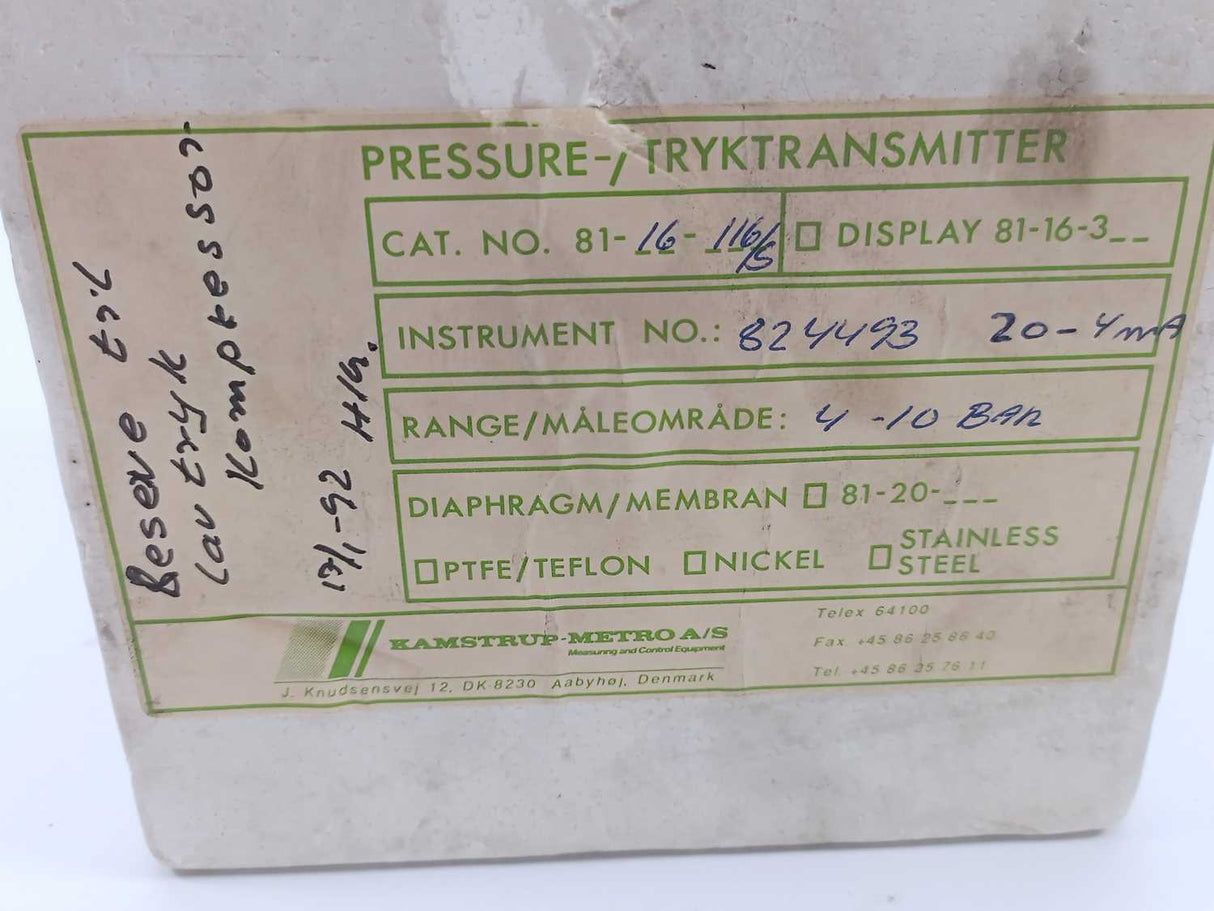 PRESSURE-/TRYKTRANSMITTER
CAT. NO. 81-16-116/5 □ DISPLAY 81-16-3__
INSTRUMENT NO.: 824493 20-4mA
RANGE/MÅLEOMRÅDE: 4-10 BAR
DIAPHRAGM/MEMBRAN □ 81-20-___
□ PTFE/TEFLON □ NICKEL □ STAINLESS STEEL
Reserve til
lav tryk
Kompressor.
-92
KAMSTRUP-METRO A/S
Measuring and Control Equipment
J. Knudsensvej 12, DK-8230 Aabyhøj, Denmark
Telex 64100
Fax +45 86 25 86 40
Tel. +45 86 25 76 11